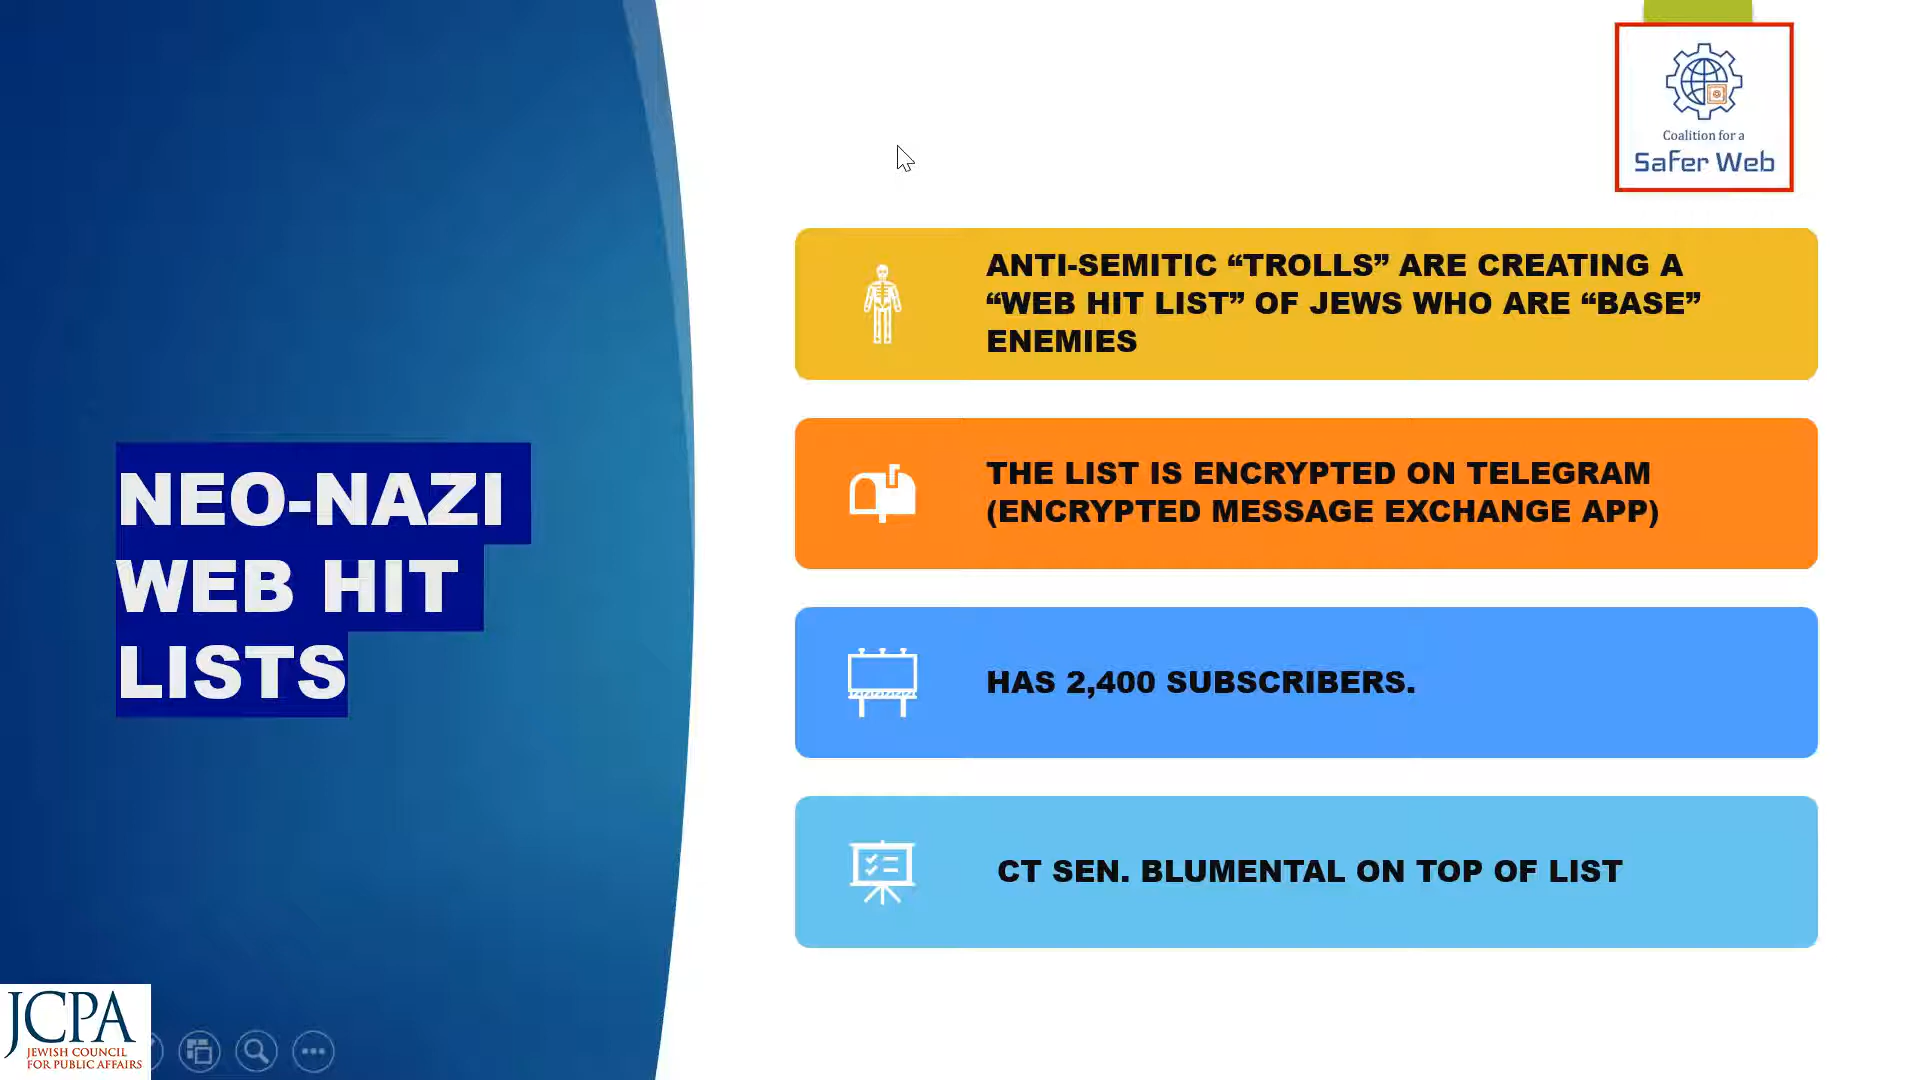 Coalition for a
Safer Web
NEO-NAZI
WEB HIT
LISTS
ANTI-SEMITIC “TROLLS” ARE CREATING A
“WEB HIT LIST” OF JEWS WHO ARE “BASE”
ENEMIES
THE LIST IS ENCRYPTED ON TELEGRAM
(ENCRYPTED MESSAGE EXCHANGE APP)
HAS 2,400 SUBSCRIBERS.
CT SEN. BLUMENTAL ON TOP OF LIST
JCPA
JEWISH COUNCIL
FOR PUBLIC AFFAIRS